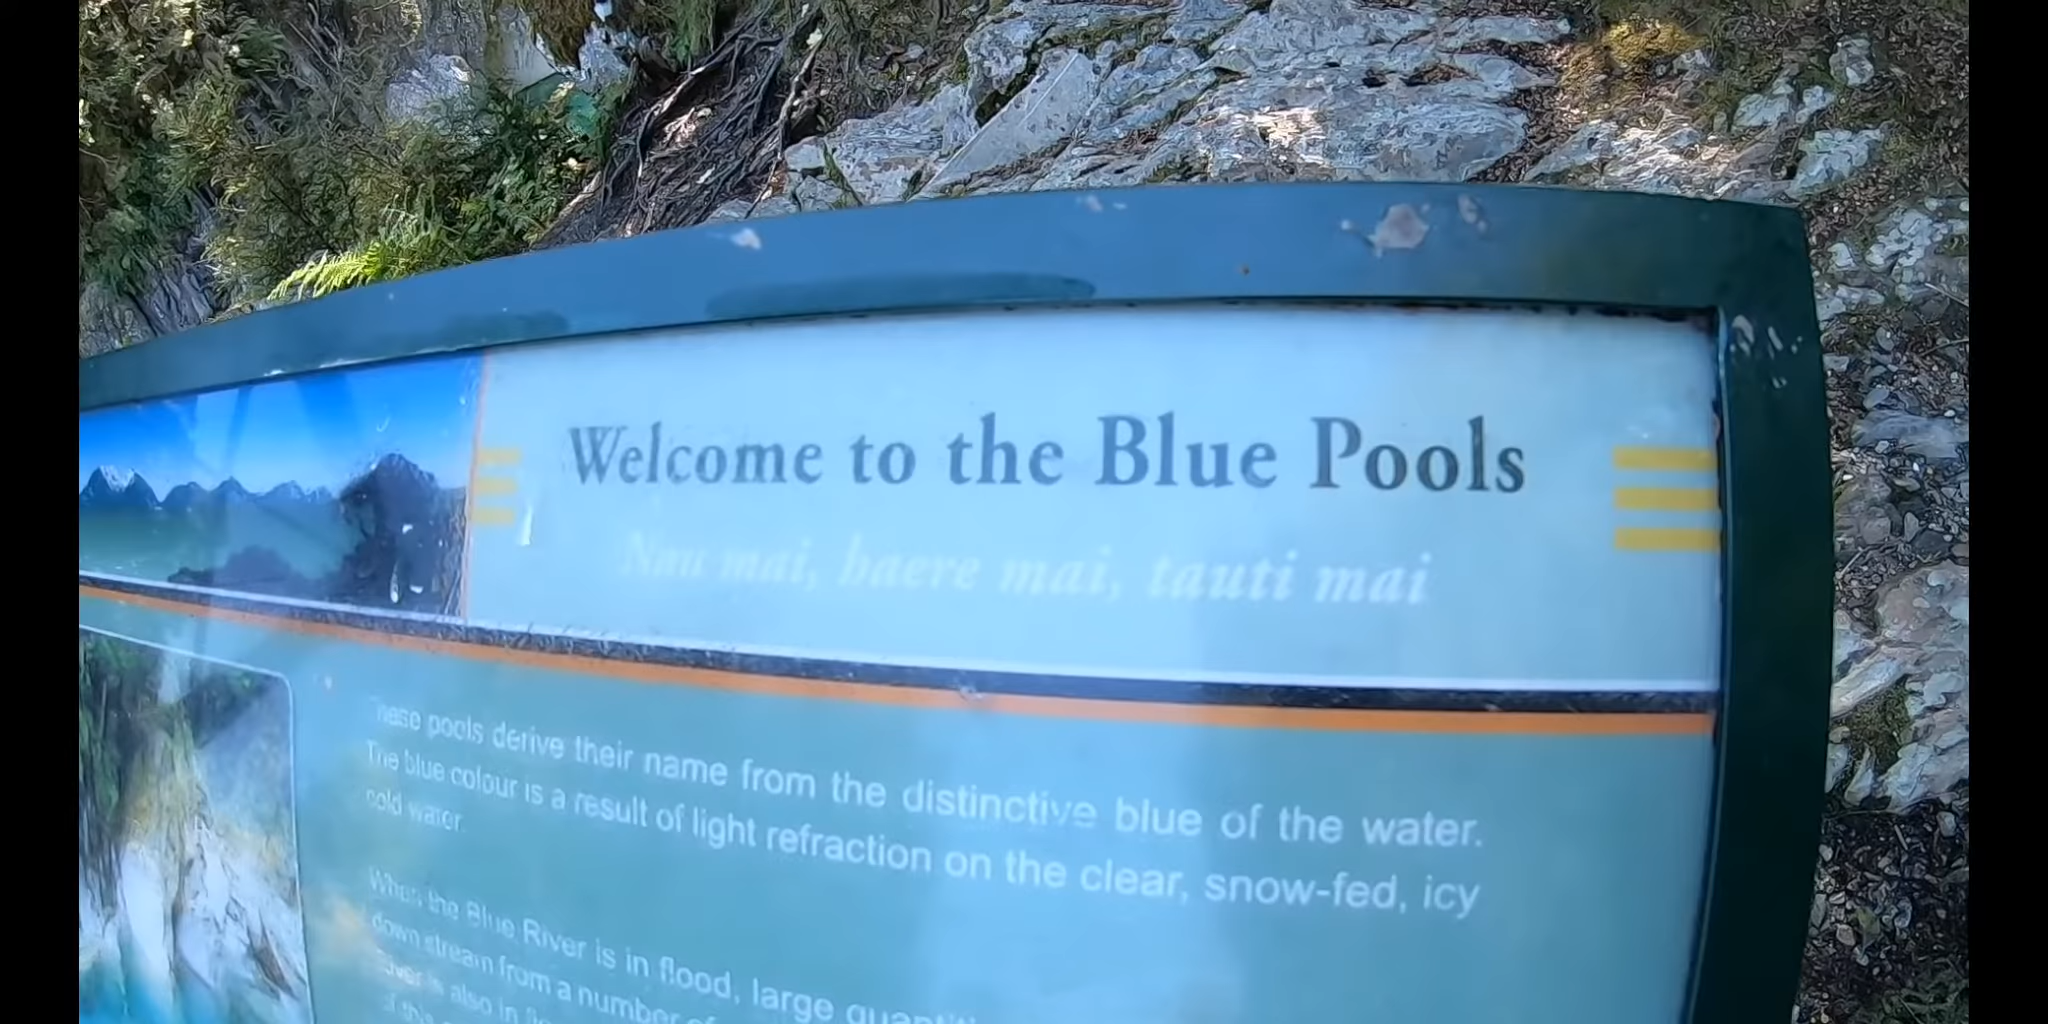 Welcome to the Blue Pools
Nau mai, haere mai, tauti mai
These pools derive their name from the distinctive blue of the water.
The blue colour is a result of light refraction on the clear, snow-fed, icy
cold water.
When the Blue River is in flood, large
down stream from a number of
River is also in
of this